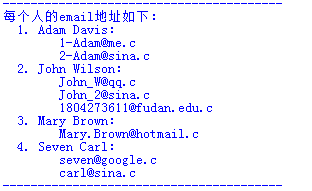 ---------------------------------------
每个人的email地址如下：
1. Adam Davis:
1-Adam@me.c
2-Adam@sina.c
2. John Wilson:
John_W@qq.c
John_2@sina.c
1804273611@fudan.edu.c
3. Mary Brown:
Mary.Brown@hotmail.c
4. Seven Carl:
seven@google.c
carl@sina.c
---------------------------------------